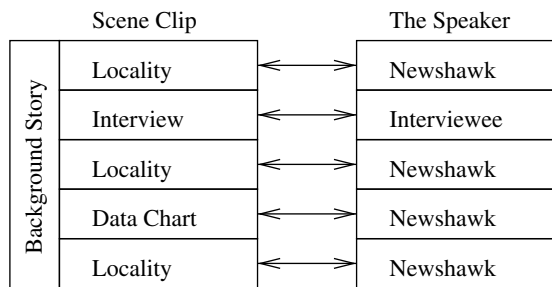 Scene Clip The Speaker
Background Story
Locality Newshawk
Interview Interviewee
Locality Newshawk
Data Chart Newshawk
Locality Newshawk